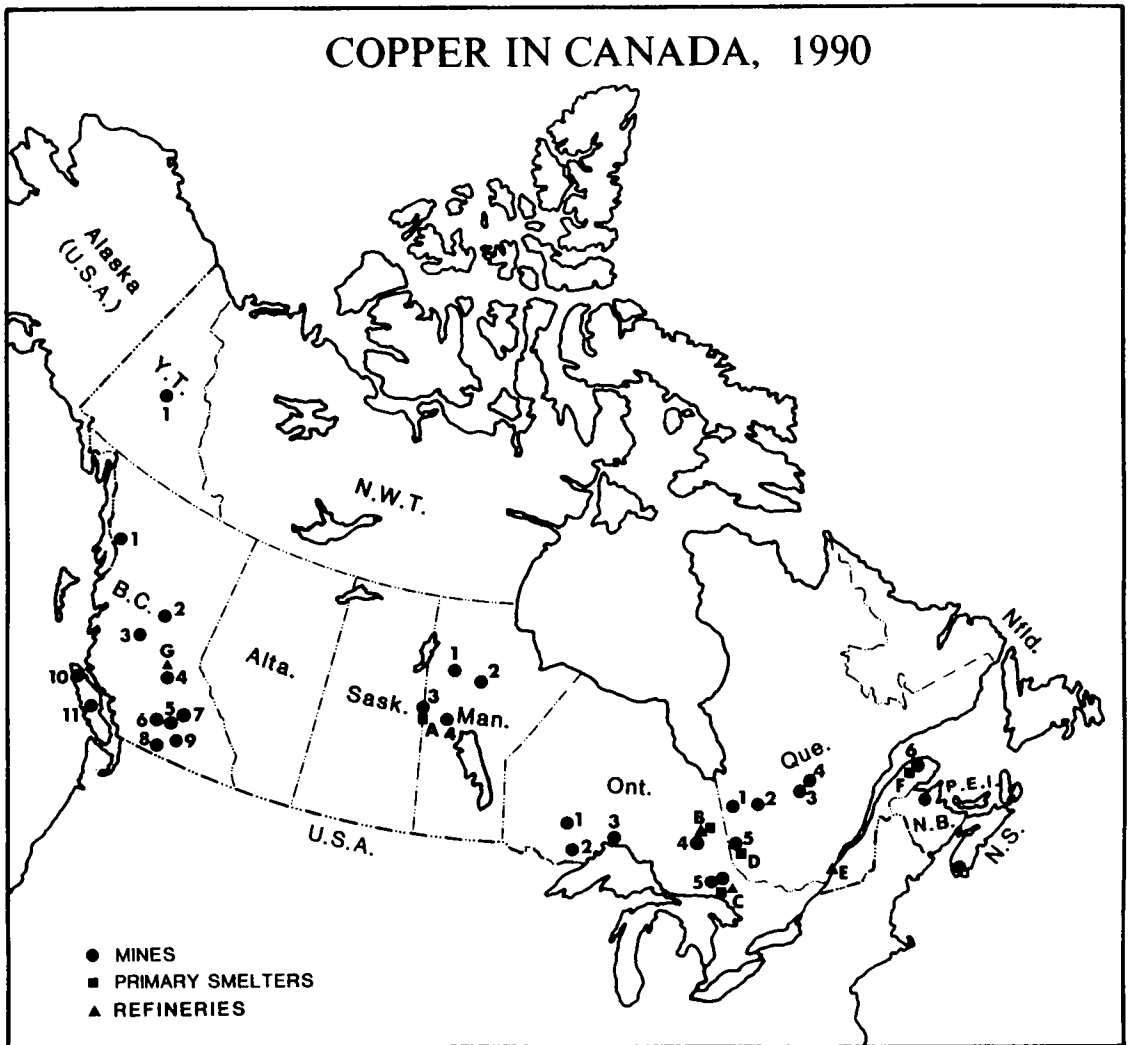 COPPER IN CANADA, 1990
Alaska
(U.S.A.)
Y.T.
1
N.W.T.
1
B.C.
2
3
G
4
10
11
5
6
7
8
9
Alta.
Sask.
1
2
3
Man.
A
4
U.S.A.
Ont.
1
2
3
B
4
5
C
Que.
1
2
3
4
5
D
E
6
F
Nfld.
P.E.I.
1
N.B.
N.S.
MINES
PRIMARY SMELTERS
REFINERIES